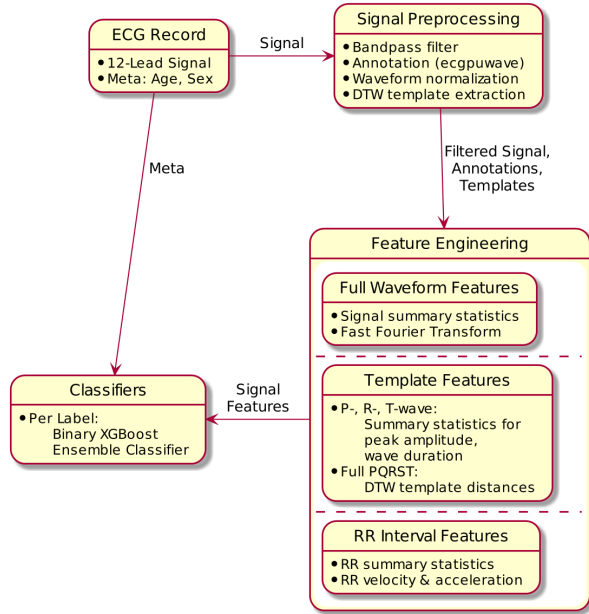 ECG Record
• 12-Lead Signal
• Meta: Age, Sex
Signal
Signal Preprocessing
• Bandpass filter
• Annotation (ecgpuwave)
• Waveform normalization
• DTW template extraction
Meta
Filtered Signal,
Annotations,
Templates
Feature Engineering
Full Waveform Features
• Signal summary statistics
• Fast Fourier Transform
Template Features
• P-, R-, T-wave:
Summary statistics for
peak amplitude,
wave duration
• Full PQRST:
DTW template distances
RR Interval Features
• RR summary statistics
• RR velocity & acceleration
Signal
Features
Classifiers
• Per Label:
Binary XGBoost
Ensemble Classifier